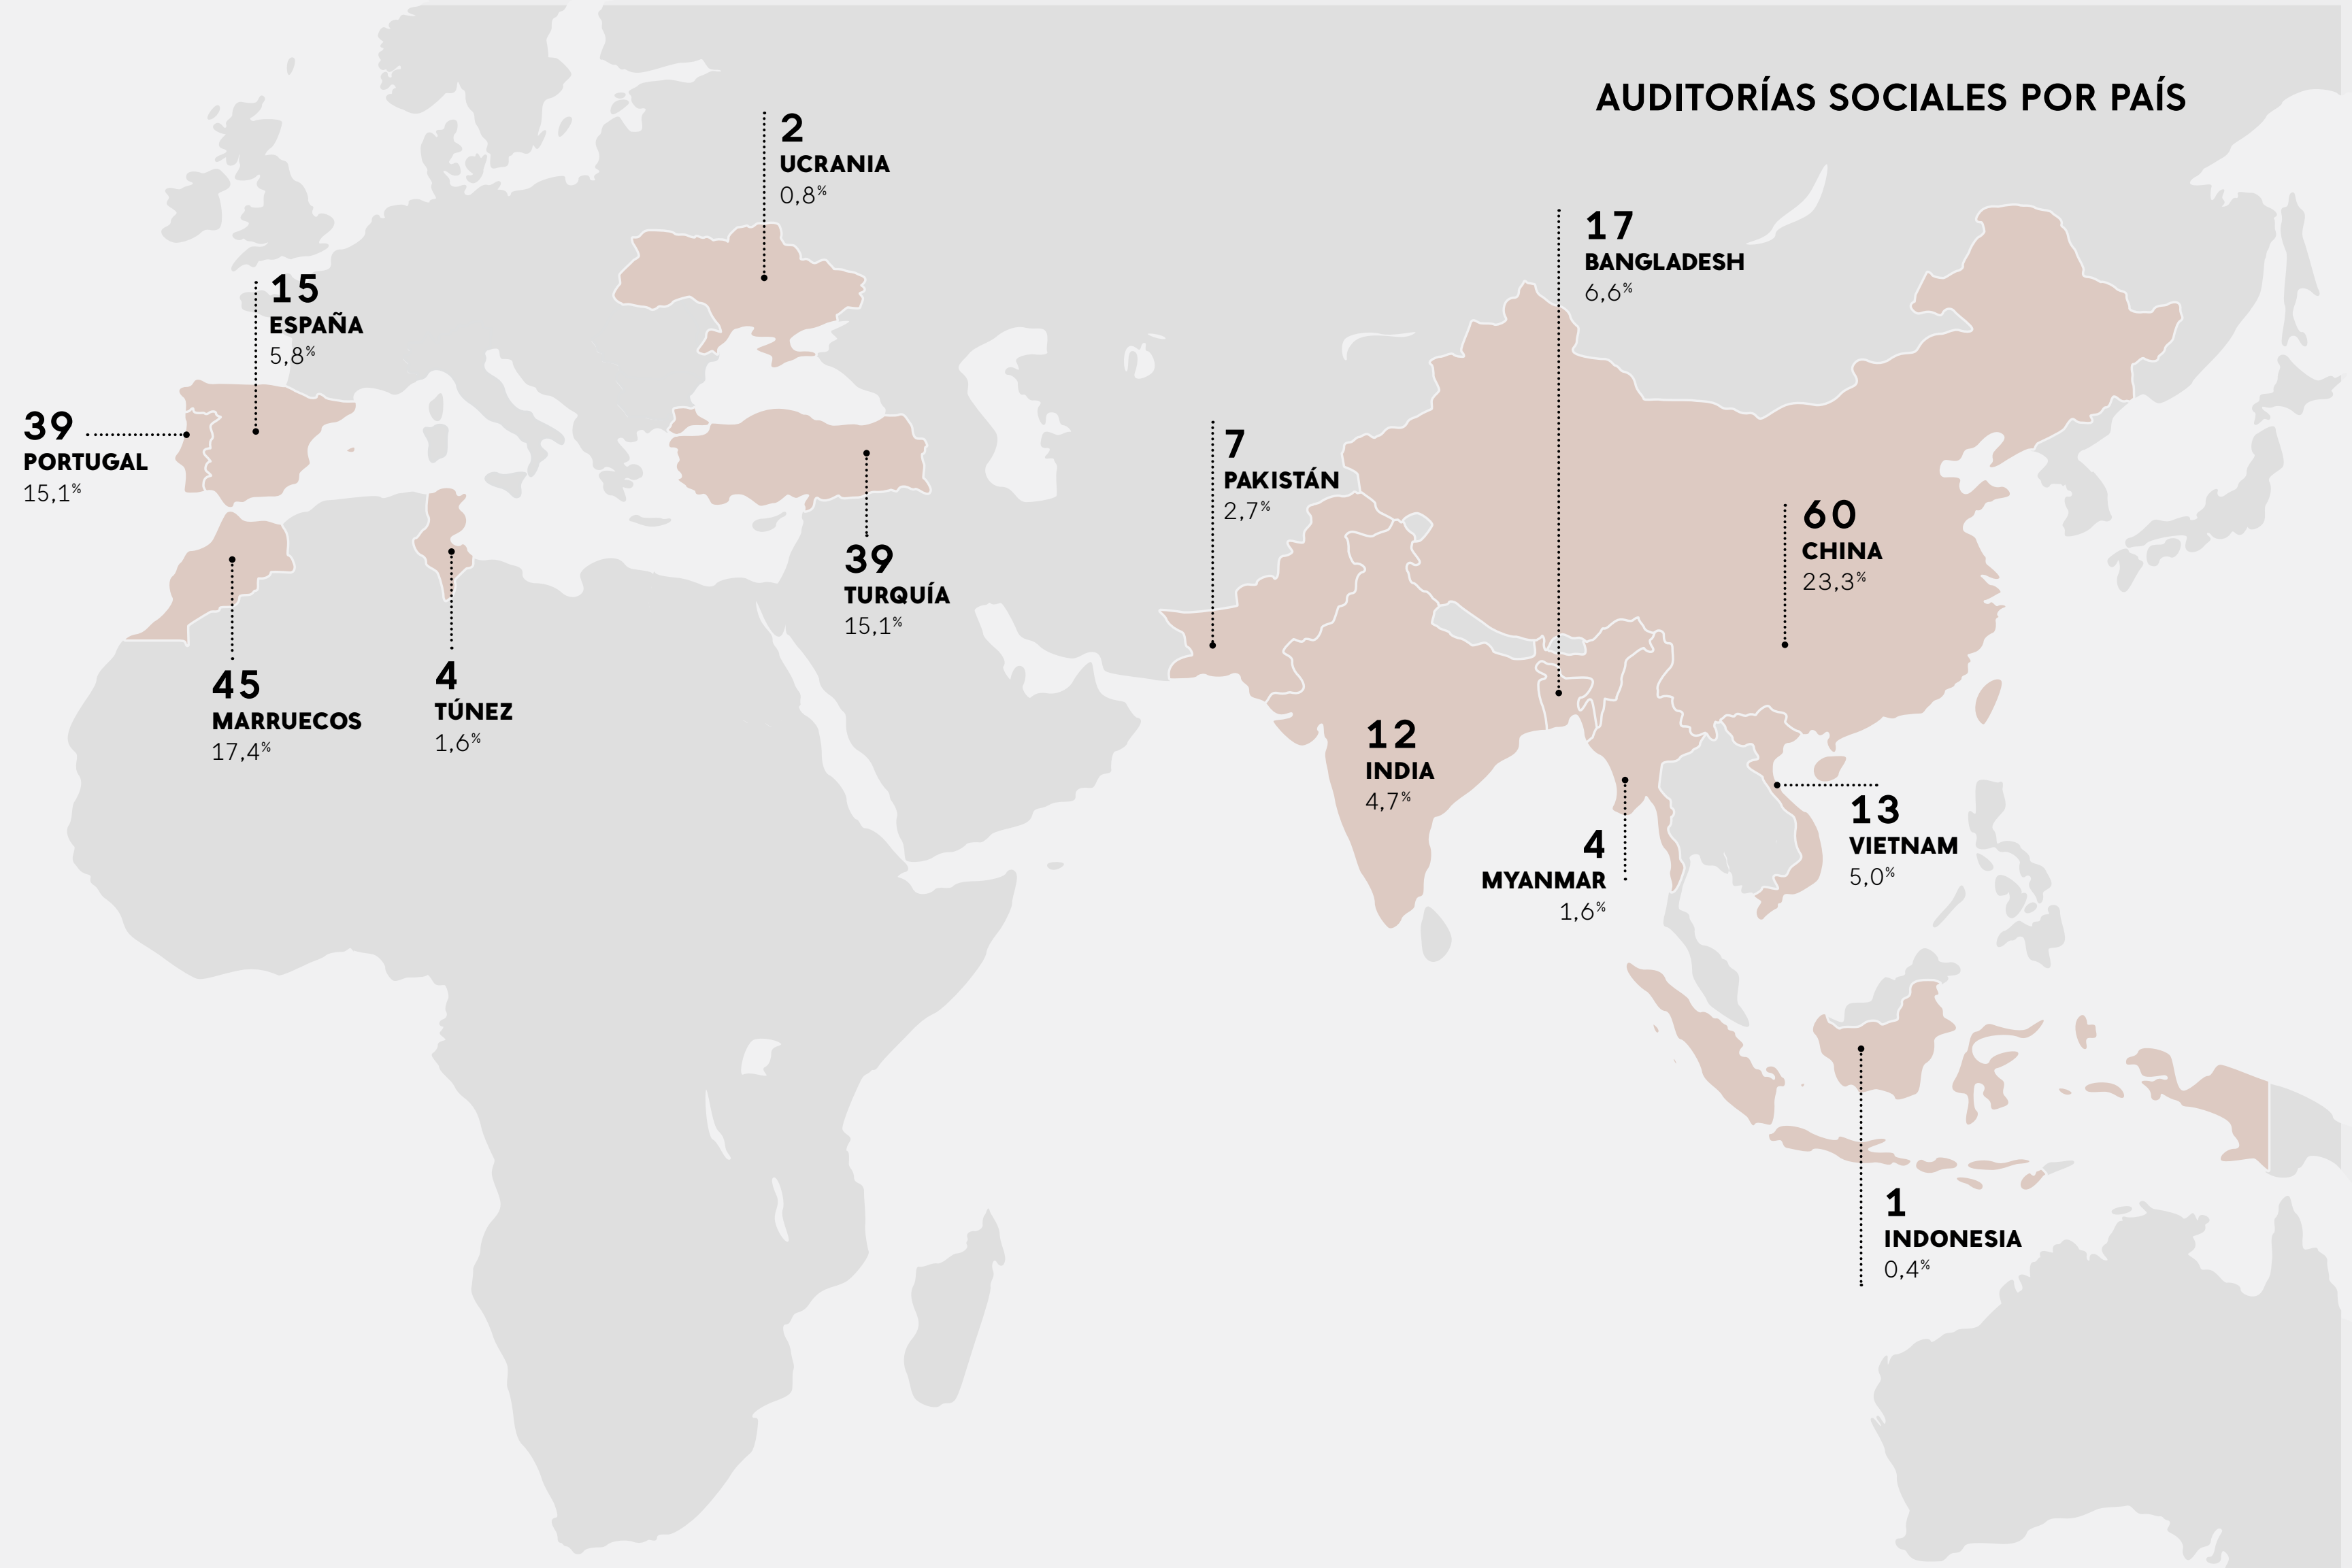 AUDITORÍAS SOCIALES POR PAÍS
2
UCRANIA
0,8%
17
BANGLADESH
6,6%
15
ESPAÑA
5,8%
39
PORTUGAL
15,1%
7
PAKISTÁN
2,7%
60
CHINA
23,3%
39
TURQUÍA
15,1%
45
MARRUECOS
17,4%
4
TÚNEZ
1,6%
12
INDIA
4,7%
13
VIETNAM
5,0%
4
MYANMAR
1,6%
1
INDONESIA
0,4%